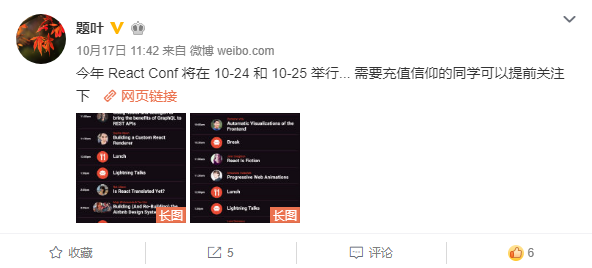 题叶
10月17日 11:42 来自 微博 weibo.com
今年 React Conf 将在 10-24 和 10-25 举行... 需要充值信仰的同学可以提前关注
下 网页链接
bring the benefits of GraphQL to
REST APIs
Building a Custom React
Renderer
Lunch
Lightning Talks
Is React Translated Yet?
Building (And Re-Building) the
Airbnb Design System
长图
Automatic Visualizations of the
Frontend
Break
React is Fiction
Progressive Web Animations
Lunch
Lightning Talks
长图
收藏
5
评论
6